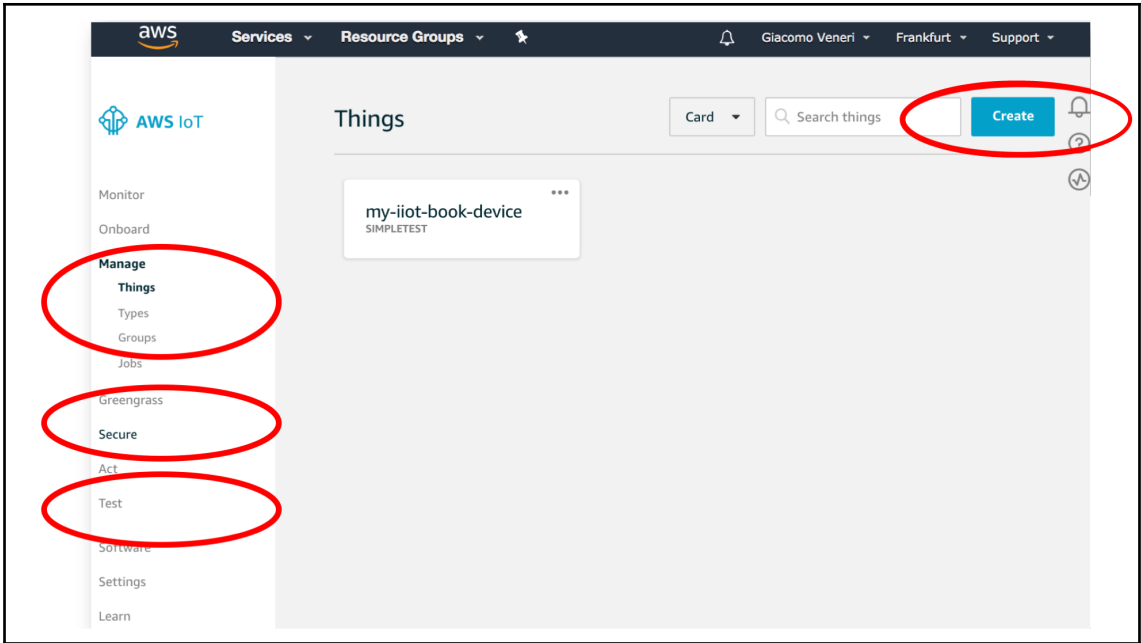 aws Services Resource Groups Giacomo Veneri Frankfurt Support
AWS IoT
Things Card Search things Create
Monitor
my-iiot-book-device
SIMPLETEST
Onboard
Manage
Things
Types
Groups
Jobs
Greengrass
Secure
Act
Test
Software
Settings
Learn